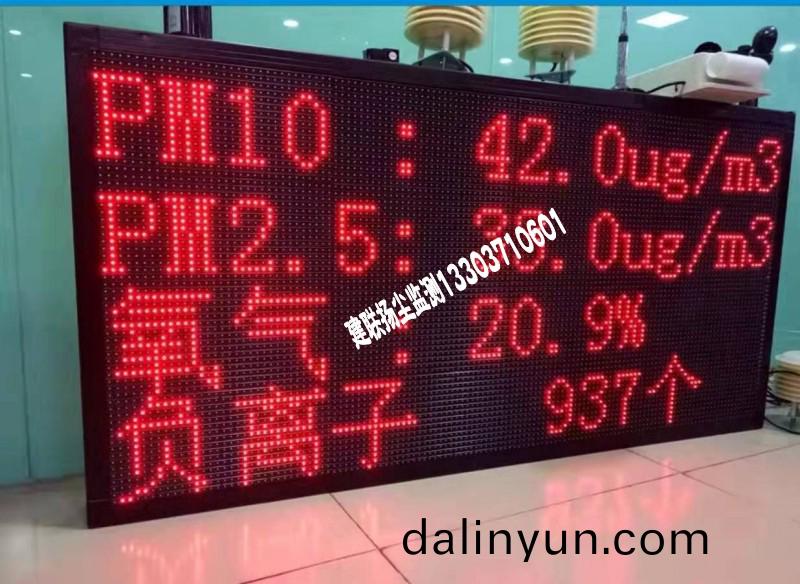 PM10 : 42.0ug/m3
PM2.5: 38.0ug/m3
氧气 : 20.9%
负离子 937个
建联扬尘监测13303710601
dalinyun.com